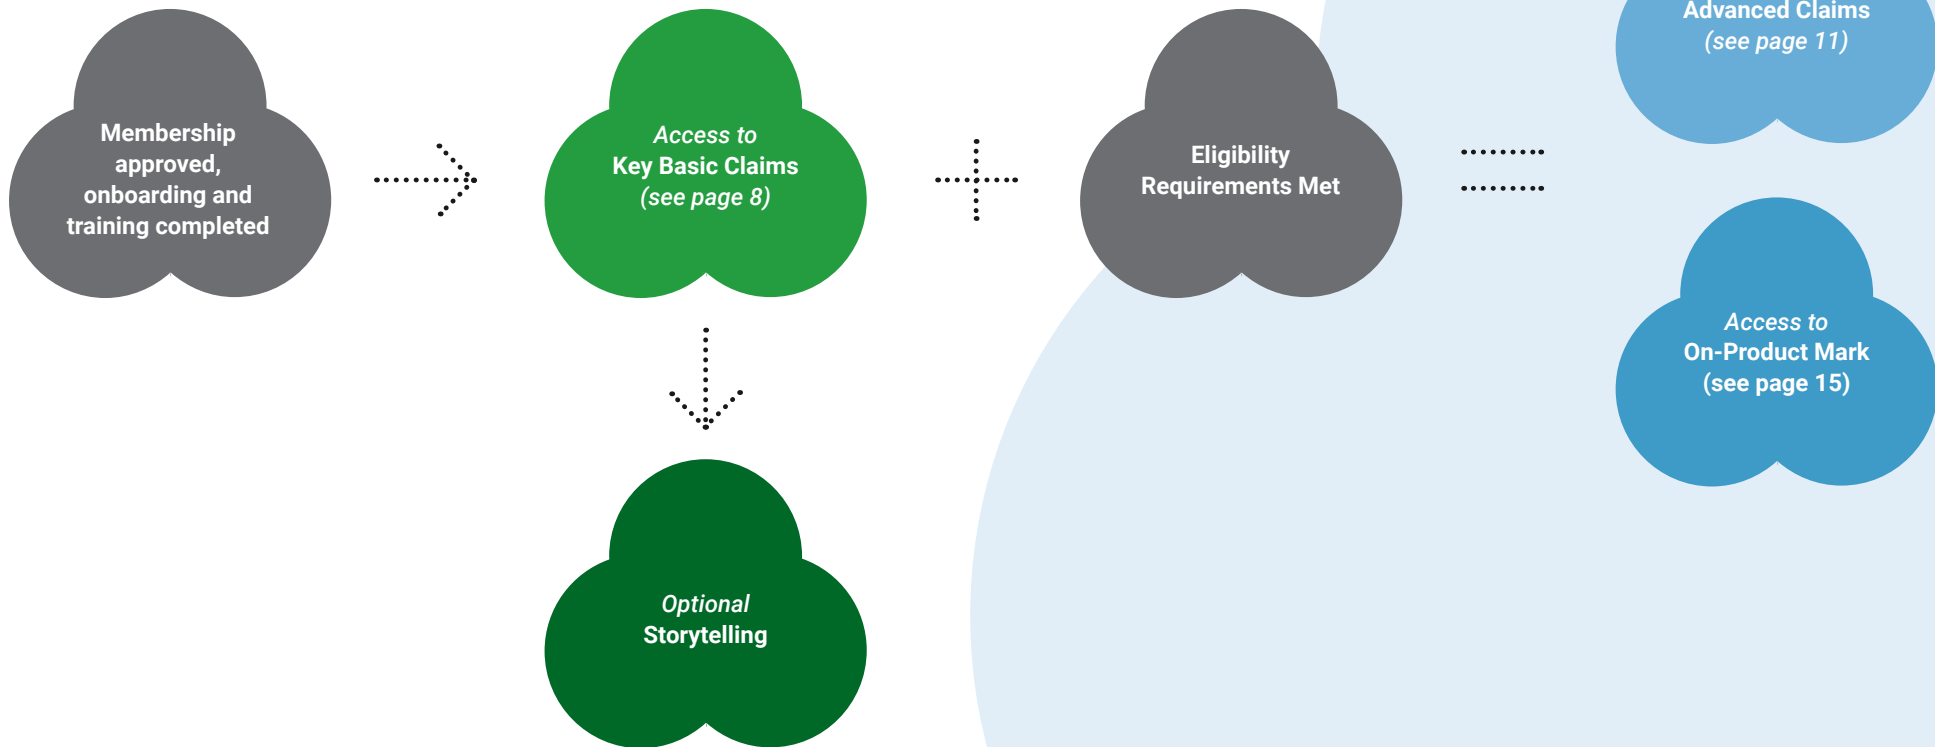 Membership
approved,
onboarding and
training completed
Access to
Key Basic Claims
(see page 8)
Eligibility
Requirements Met
Advanced Claims
(see page 11)
Access to
On-Product Mark
(see page 15)
Optional
Storytelling